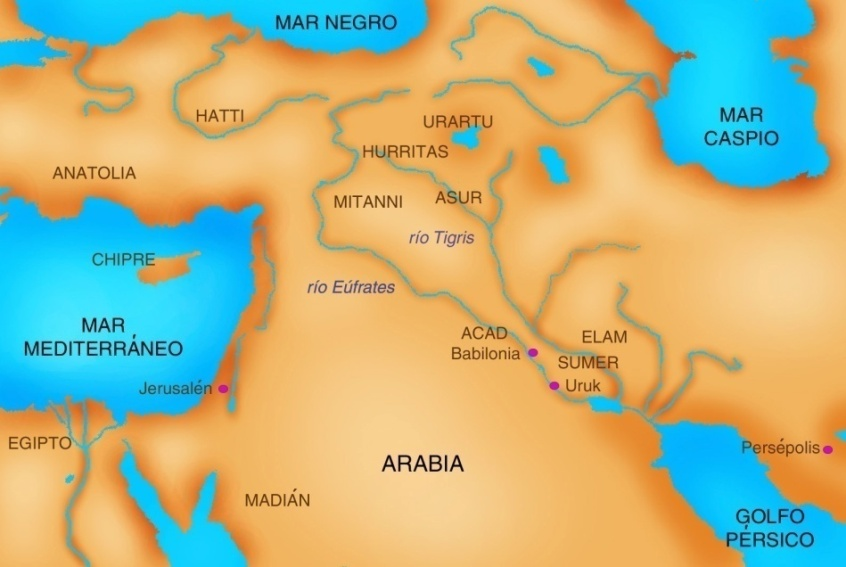 MAR NEGRO
HATTI
URARTU
MAR
CASPIO
HURRITAS
ANATOLIA
MITANNI
ASUR
río Tigris
CHIPRE
río Eúfrates
MAR
MEDITERRÁNEO
ACAD
Babilonia
ELAM
SUMER
Uruk
Jerusalén
EGIPTO
ARABIA
Persépolis
MADIÁN
GOLFO
PÉRSICO